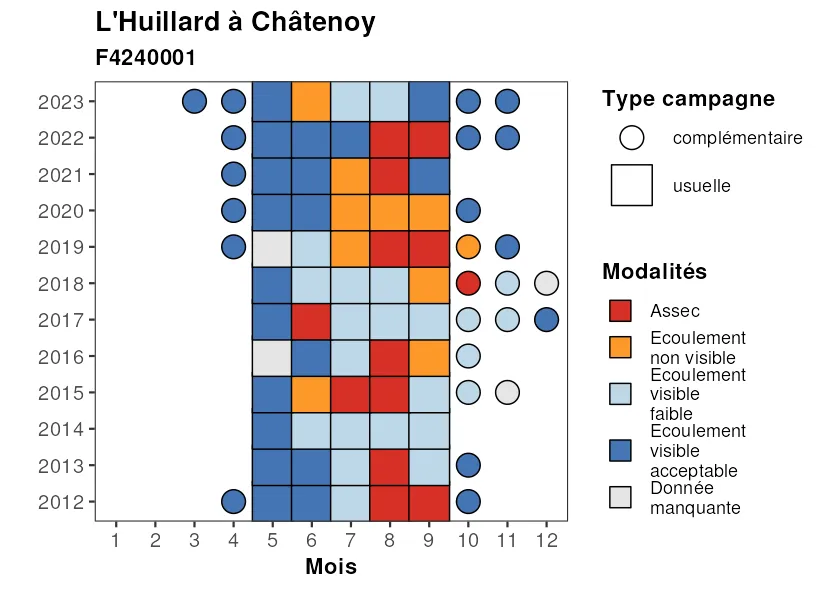 L'Huillard à Châtenoy
F4240001
2023
2022
2021
2020
2019
2018
2017
2016
2015
2014
2013
2012
1 2 3 4 5 6 7 8 9 10 11 12
Mois
Type campagne
complémentaire
usuelle
Modalités
Assec
Ecoulement
non visible
Ecoulement
visible
faible
Ecoulement
visible
acceptable
Donnée
manquante